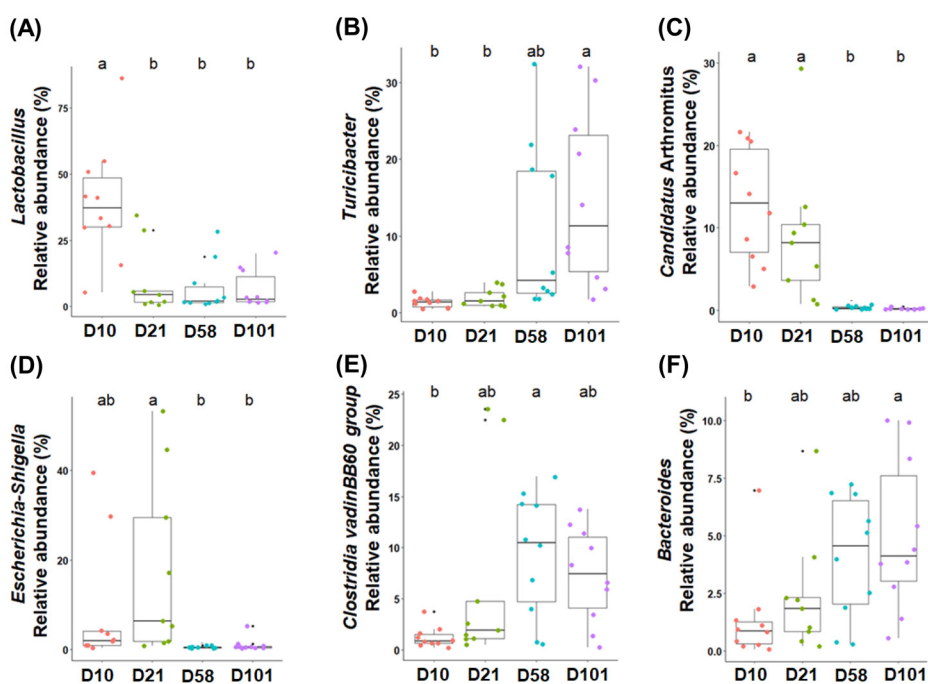 (A)
Lactobacillus
Relative abundance (%)
75
50
25
0
a b b b
D10 D21 D58 D101
(B)
Turicibacter
Relative abundance (%)
30
20
10
0
b b ab a
D10 D21 D58 D101
(C)
Candidatus Arthromitus
Relative abundance (%)
30
20
10
0
a a b b
D10 D21 D58 D101
(D)
Escherichia-Shigella
Relative abundance (%)
40
20
0
ab a b b
D10 D21 D58 D101
(E)
Clostridia vadinBB60 group
Relative abundance (%)
25
20
15
10
5
0
b ab a ab
D10 D21 D58 D101
(F)
Bacteroides
Relative abundance (%)
10.0
7.5
5.0
2.5
0.0
b ab ab a
D10 D21 D58 D101